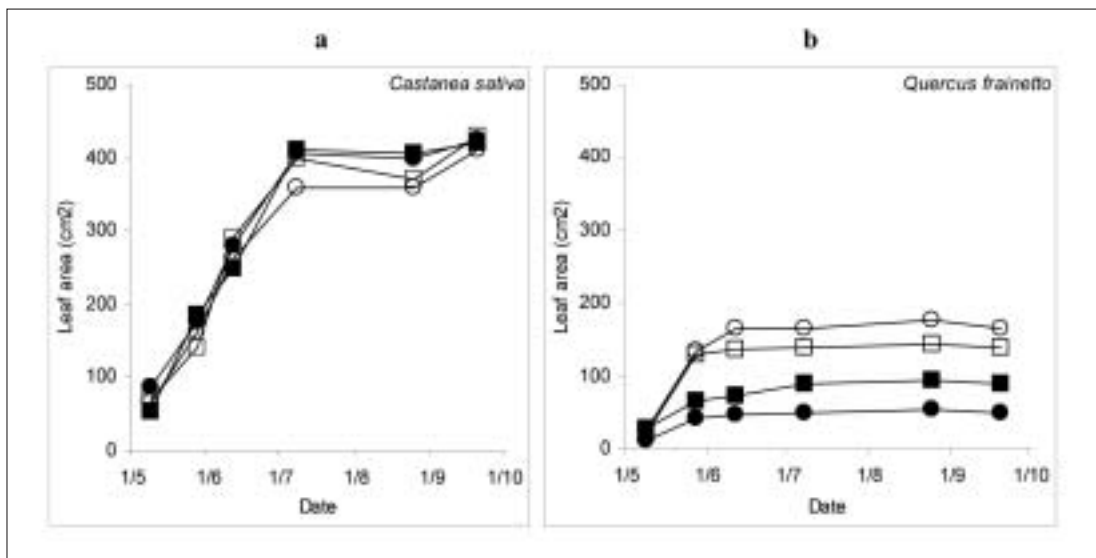 a
Castanea sativa
500
400
300
200
100
0
Leaf area (cm2)
1/5 1/6 1/7 1/8 1/9 1/10
Date
b
Quercus frainetto
500
400
300
200
100
0
Leaf area (cm2)
1/5 1/6 1/7 1/8 1/9 1/10
Date